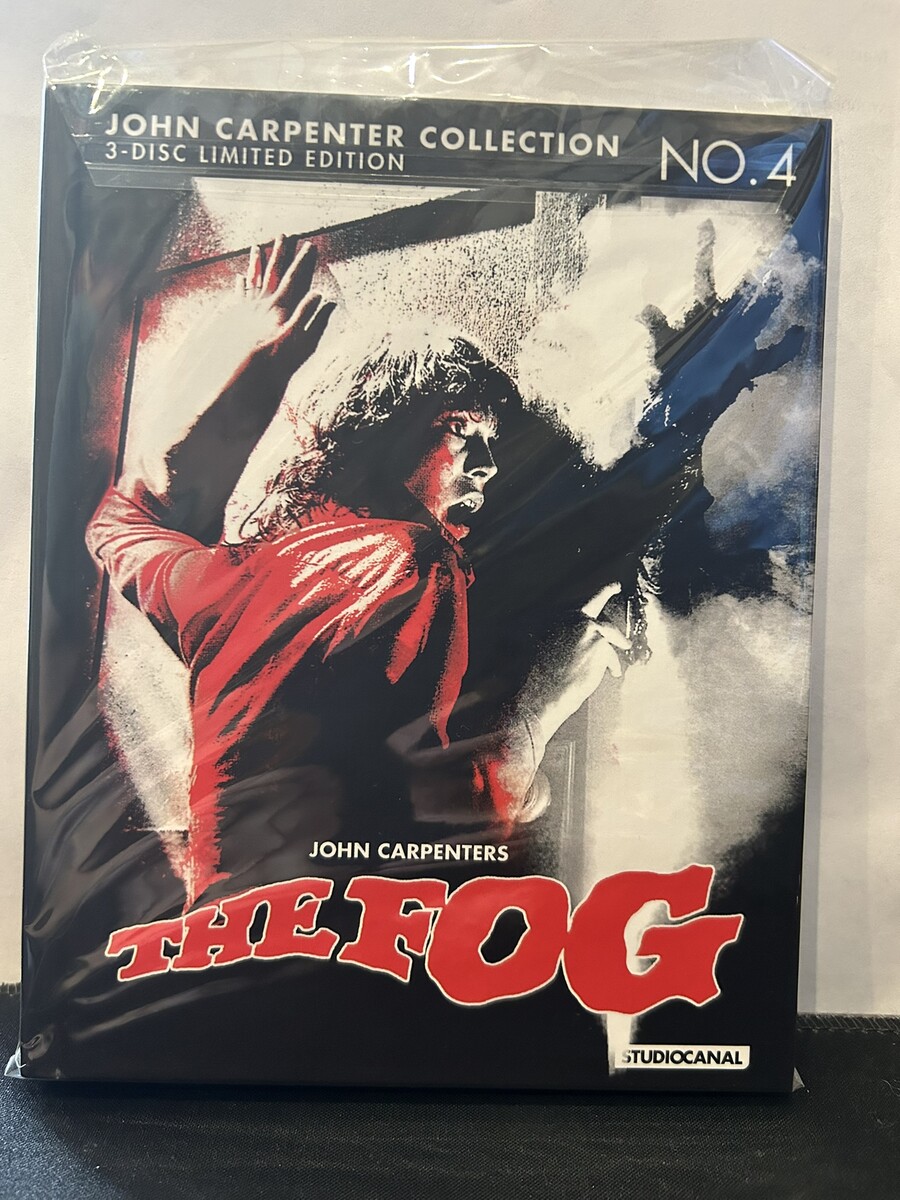 JOHN CARPENTER COLLECTION
3-DISC LIMITED EDITION
NO.4
JOHN CARPENTERS
THE FOG
STUDIOCANAL